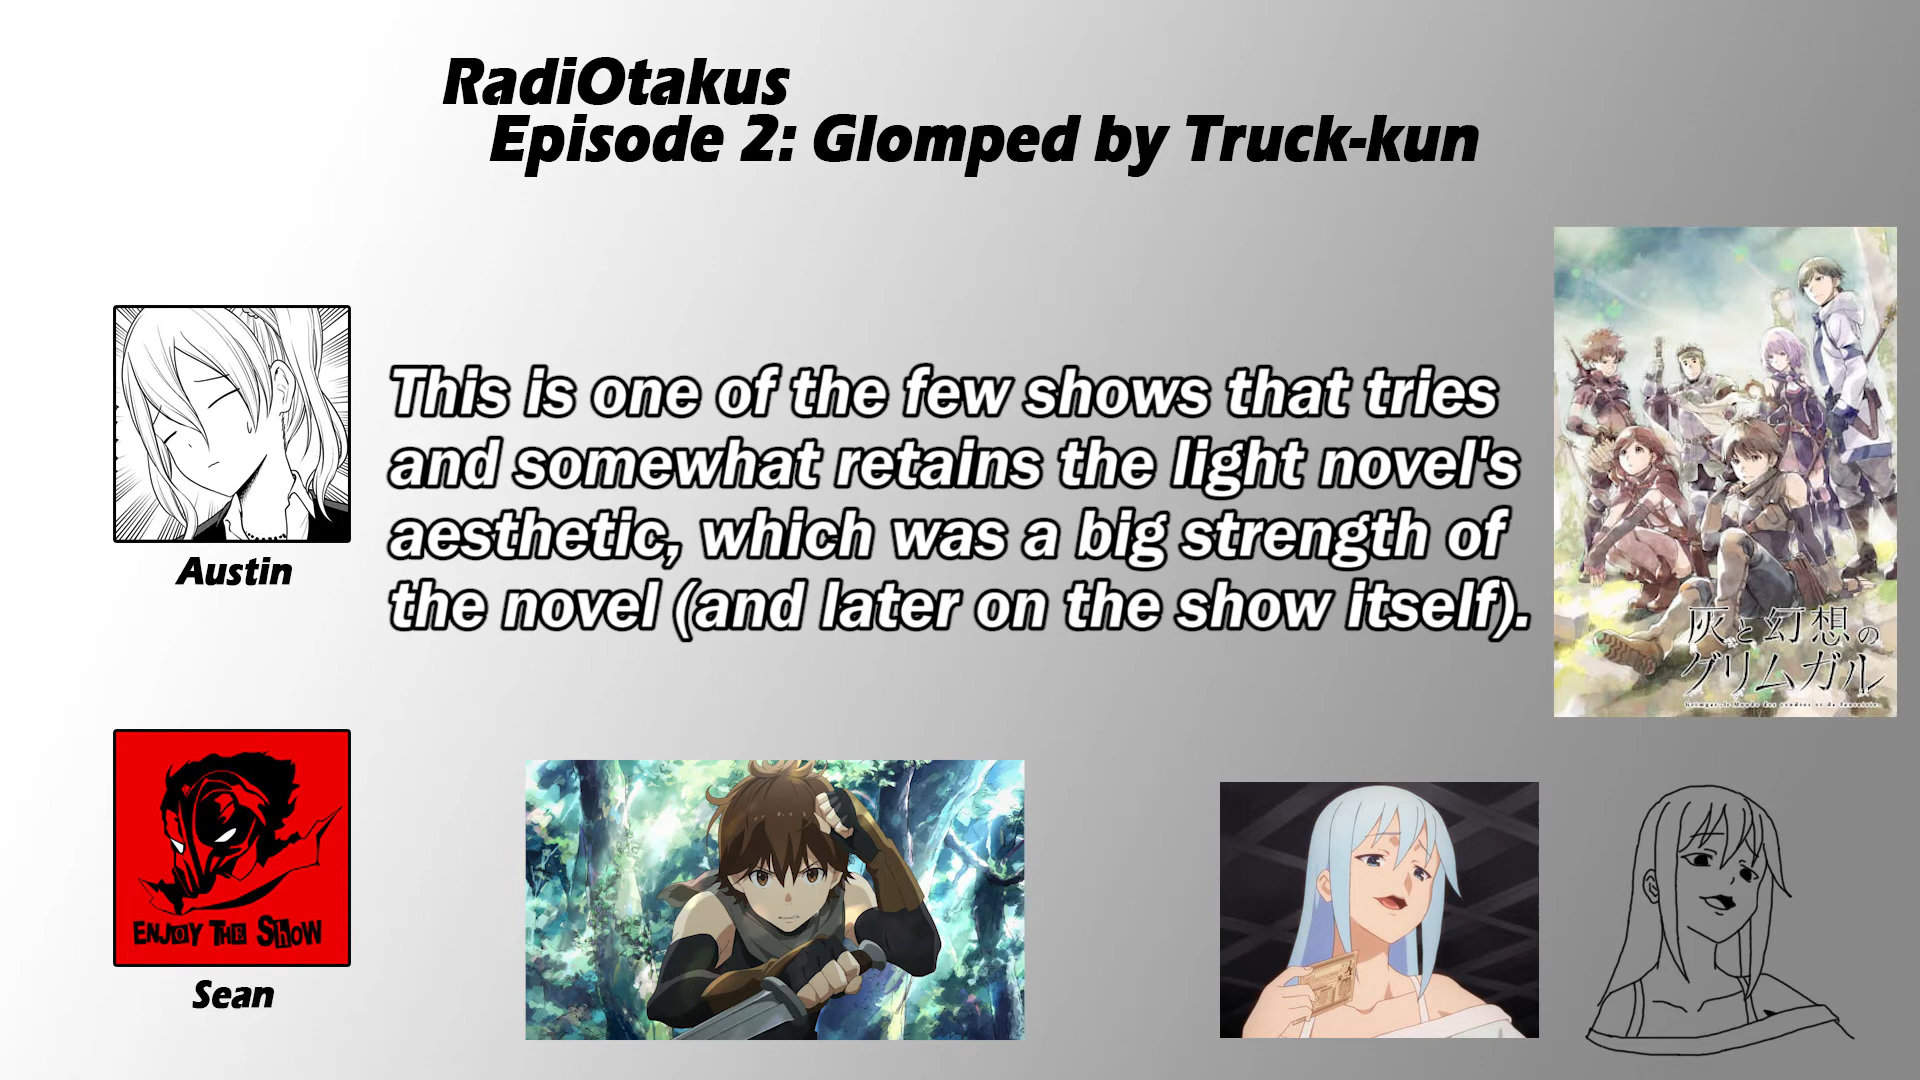 RadiOtakus
Episode 2: Glomped by Truck-kun
This is one of the few shows that tries
and somewhat retains the light novel's
aesthetic, which was a big strength of
the novel (and later on the show itself).
Austin
灰と幻想の
グリムガル
ENJOY THE SHOW
Sean